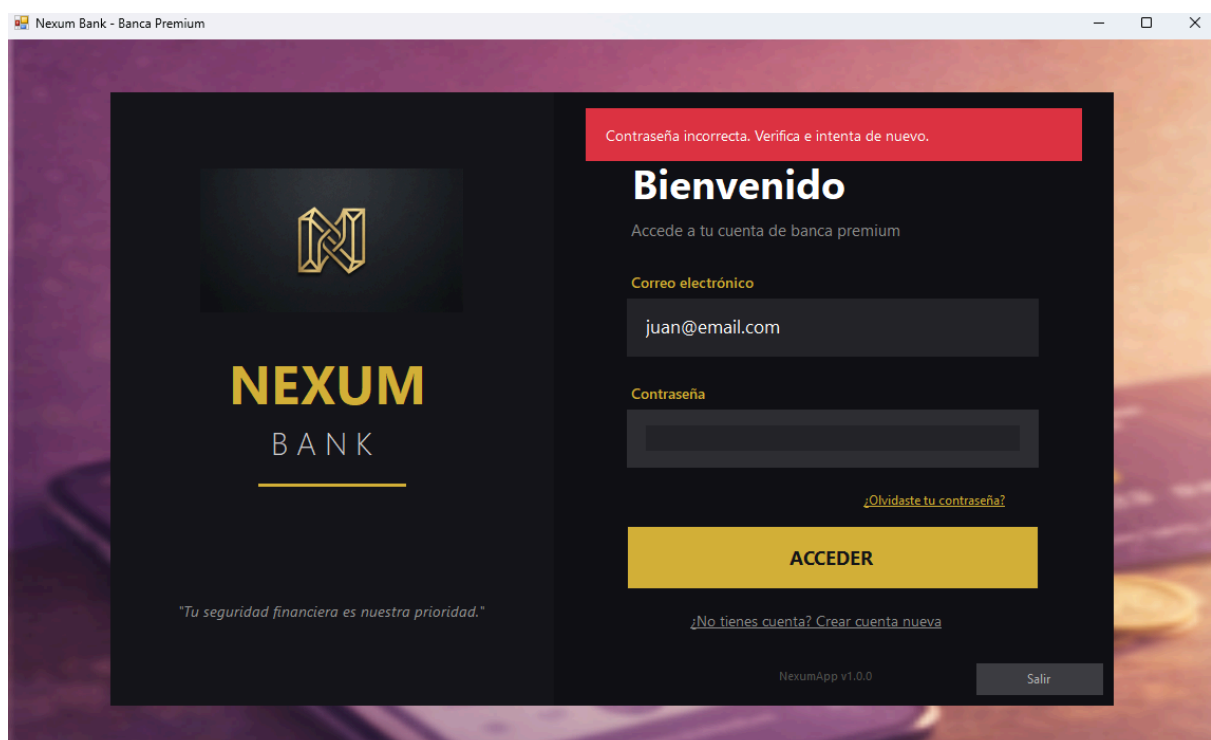 Nexum Bank - Banca Premium
NEXUM
BANK
"Tu seguridad financiera es nuestra prioridad."
Contraseña incorrecta. Verifica e intenta de nuevo.
Bienvenido
Accede a tu cuenta de banca premium
Correo electrónico
juan@email.com
Contraseña
¿Olvidaste tu contraseña?
ACCEDER
¿No tienes cuenta? Crear cuenta nueva
NexumApp v1.0.0
Salir